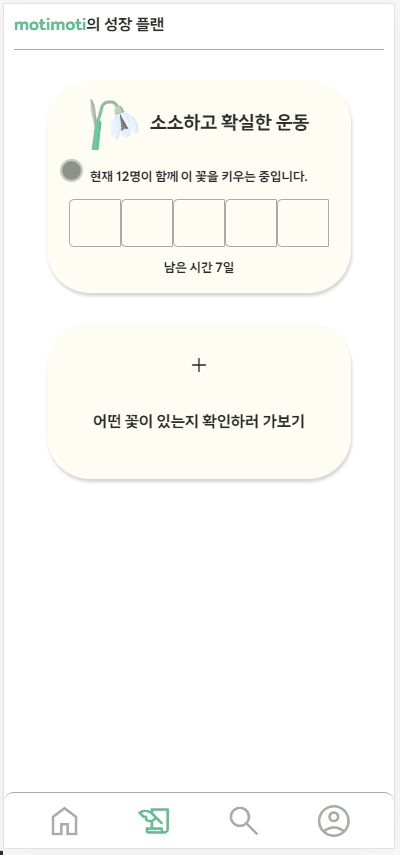 motimoti의 성장 플랜
소소하고 확실한 운동
현재 12명이 함께 이 꽃을 키우는 중입니다.
남은 시간 7일
+
어떤 꽃이 있는지 확인하러 가보기